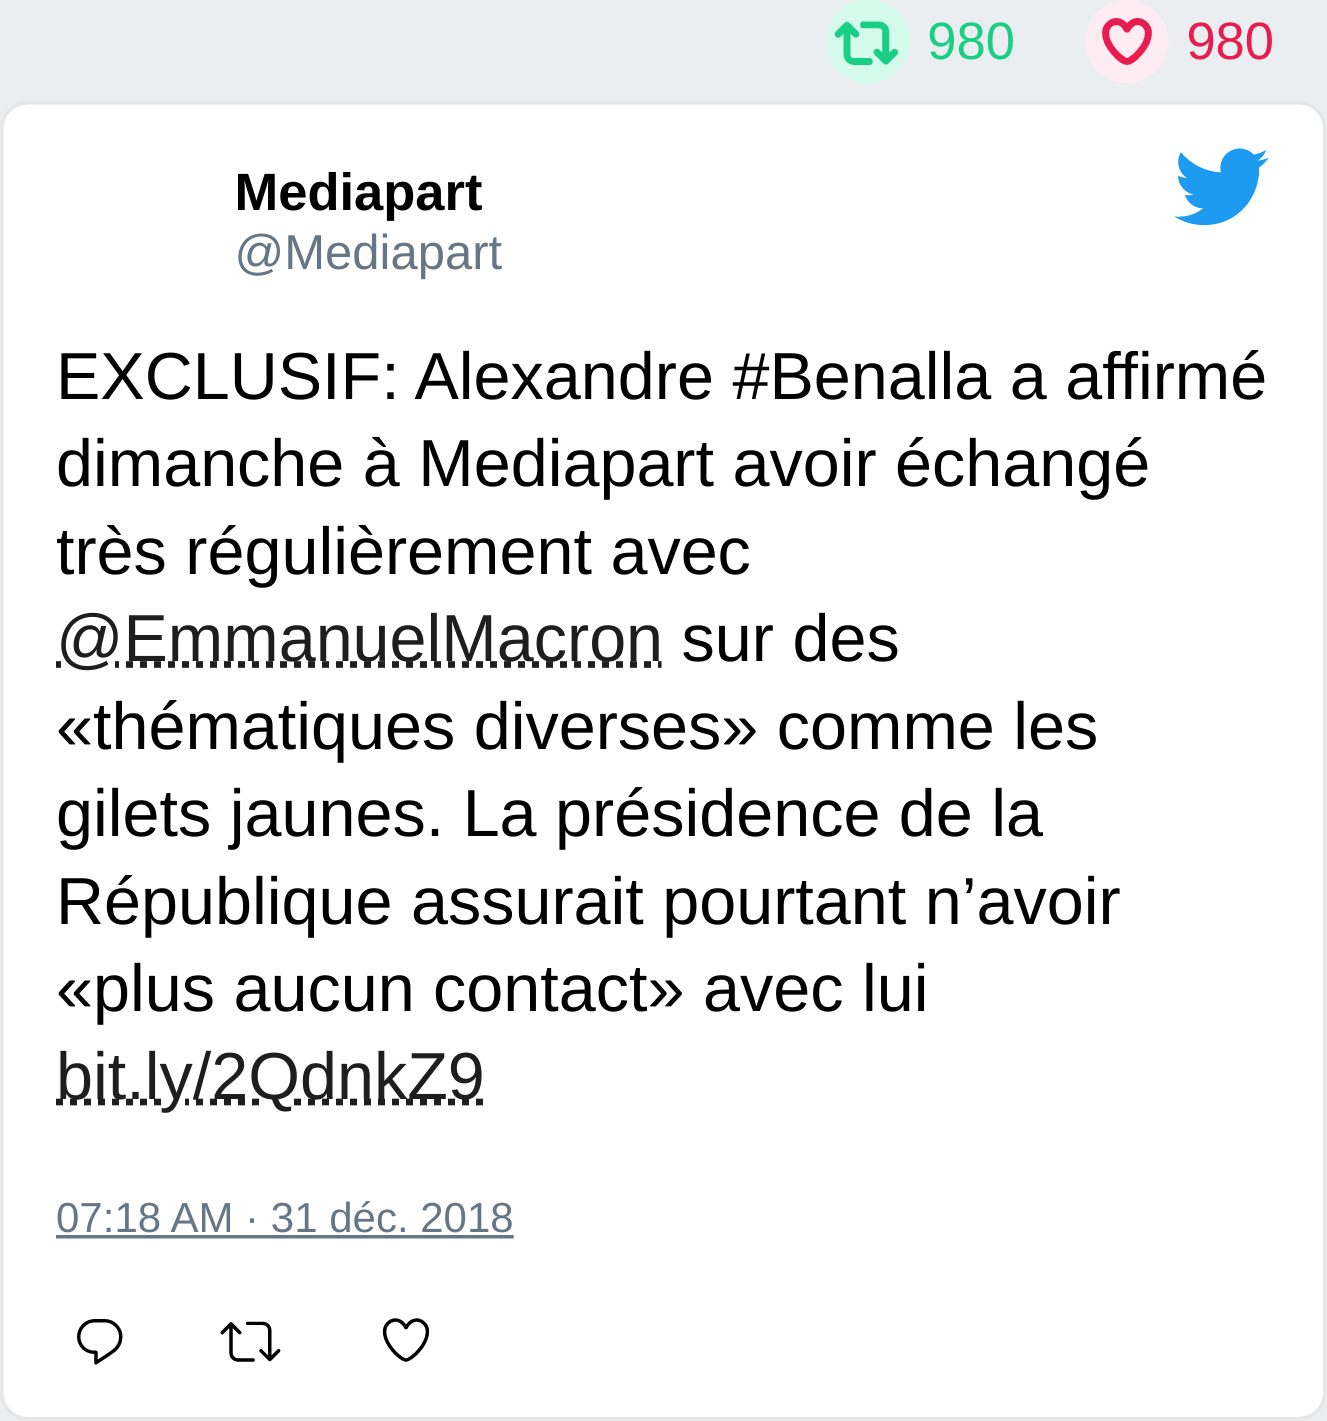 980 980
Mediapart
@Mediapart
EXCLUSIF: Alexandre #Benalla a affirmé
dimanche à Mediapart avoir échangé
très régulièrement avec
@EmmanuelMacron sur des
«thématiques diverses» comme les
gilets jaunes. La présidence de la
République assurait pourtant n’avoir
«plus aucun contact» avec lui
bit.ly/2QdnkZ9
07:18 AM · 31 déc. 2018